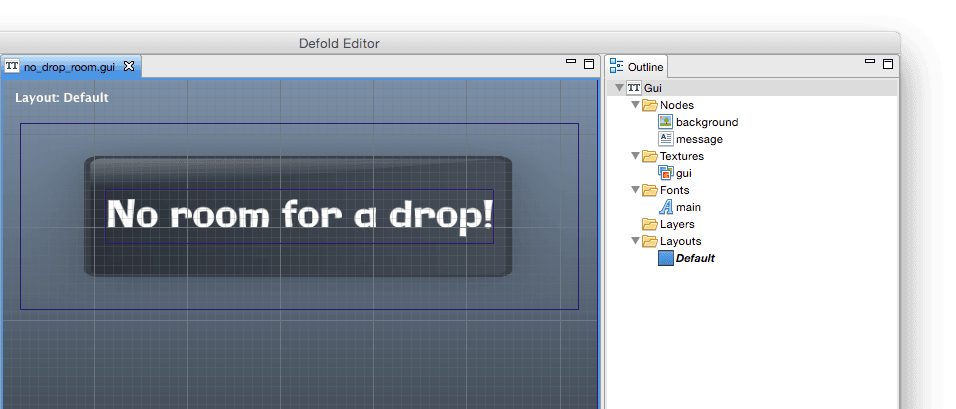 Defold Editor
no_drop_room.gui
Layout: Default
No room for a drop!
Outline
Gui
Nodes
background
message
Textures
gui
Fonts
main
Layers
Layouts
Default